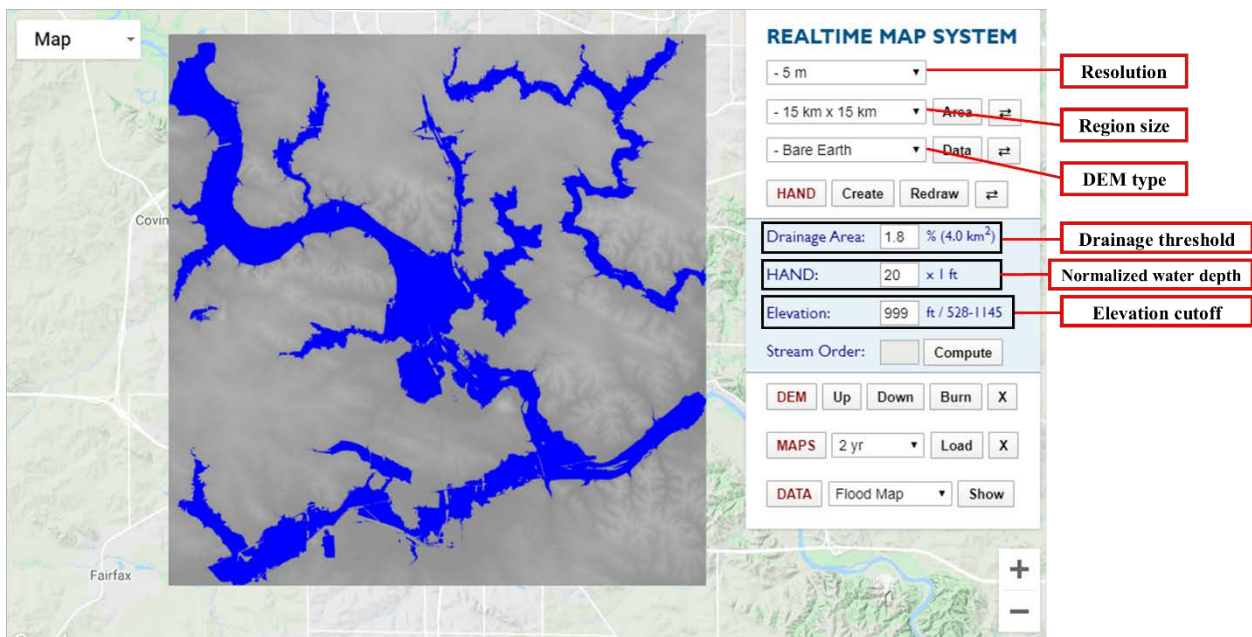 Map
Covin
Fairfax
REALTIME MAP SYSTEM
- 5 m
- 15 km x 15 km Area ⇄
- Bare Earth Data ⇄
HAND Create Redraw ⇄
Drainage Area: 1.8 % (4.0 km²)
HAND: 20 x 1 ft
Elevation: 999 ft / 528-1145
Stream Order: Compute
DEM Up Down Burn X
MAPS 2 yr Load X
DATA Flood Map Show
+
−
Resolution
Region size
DEM type
Drainage threshold
Normalized water depth
Elevation cutoff